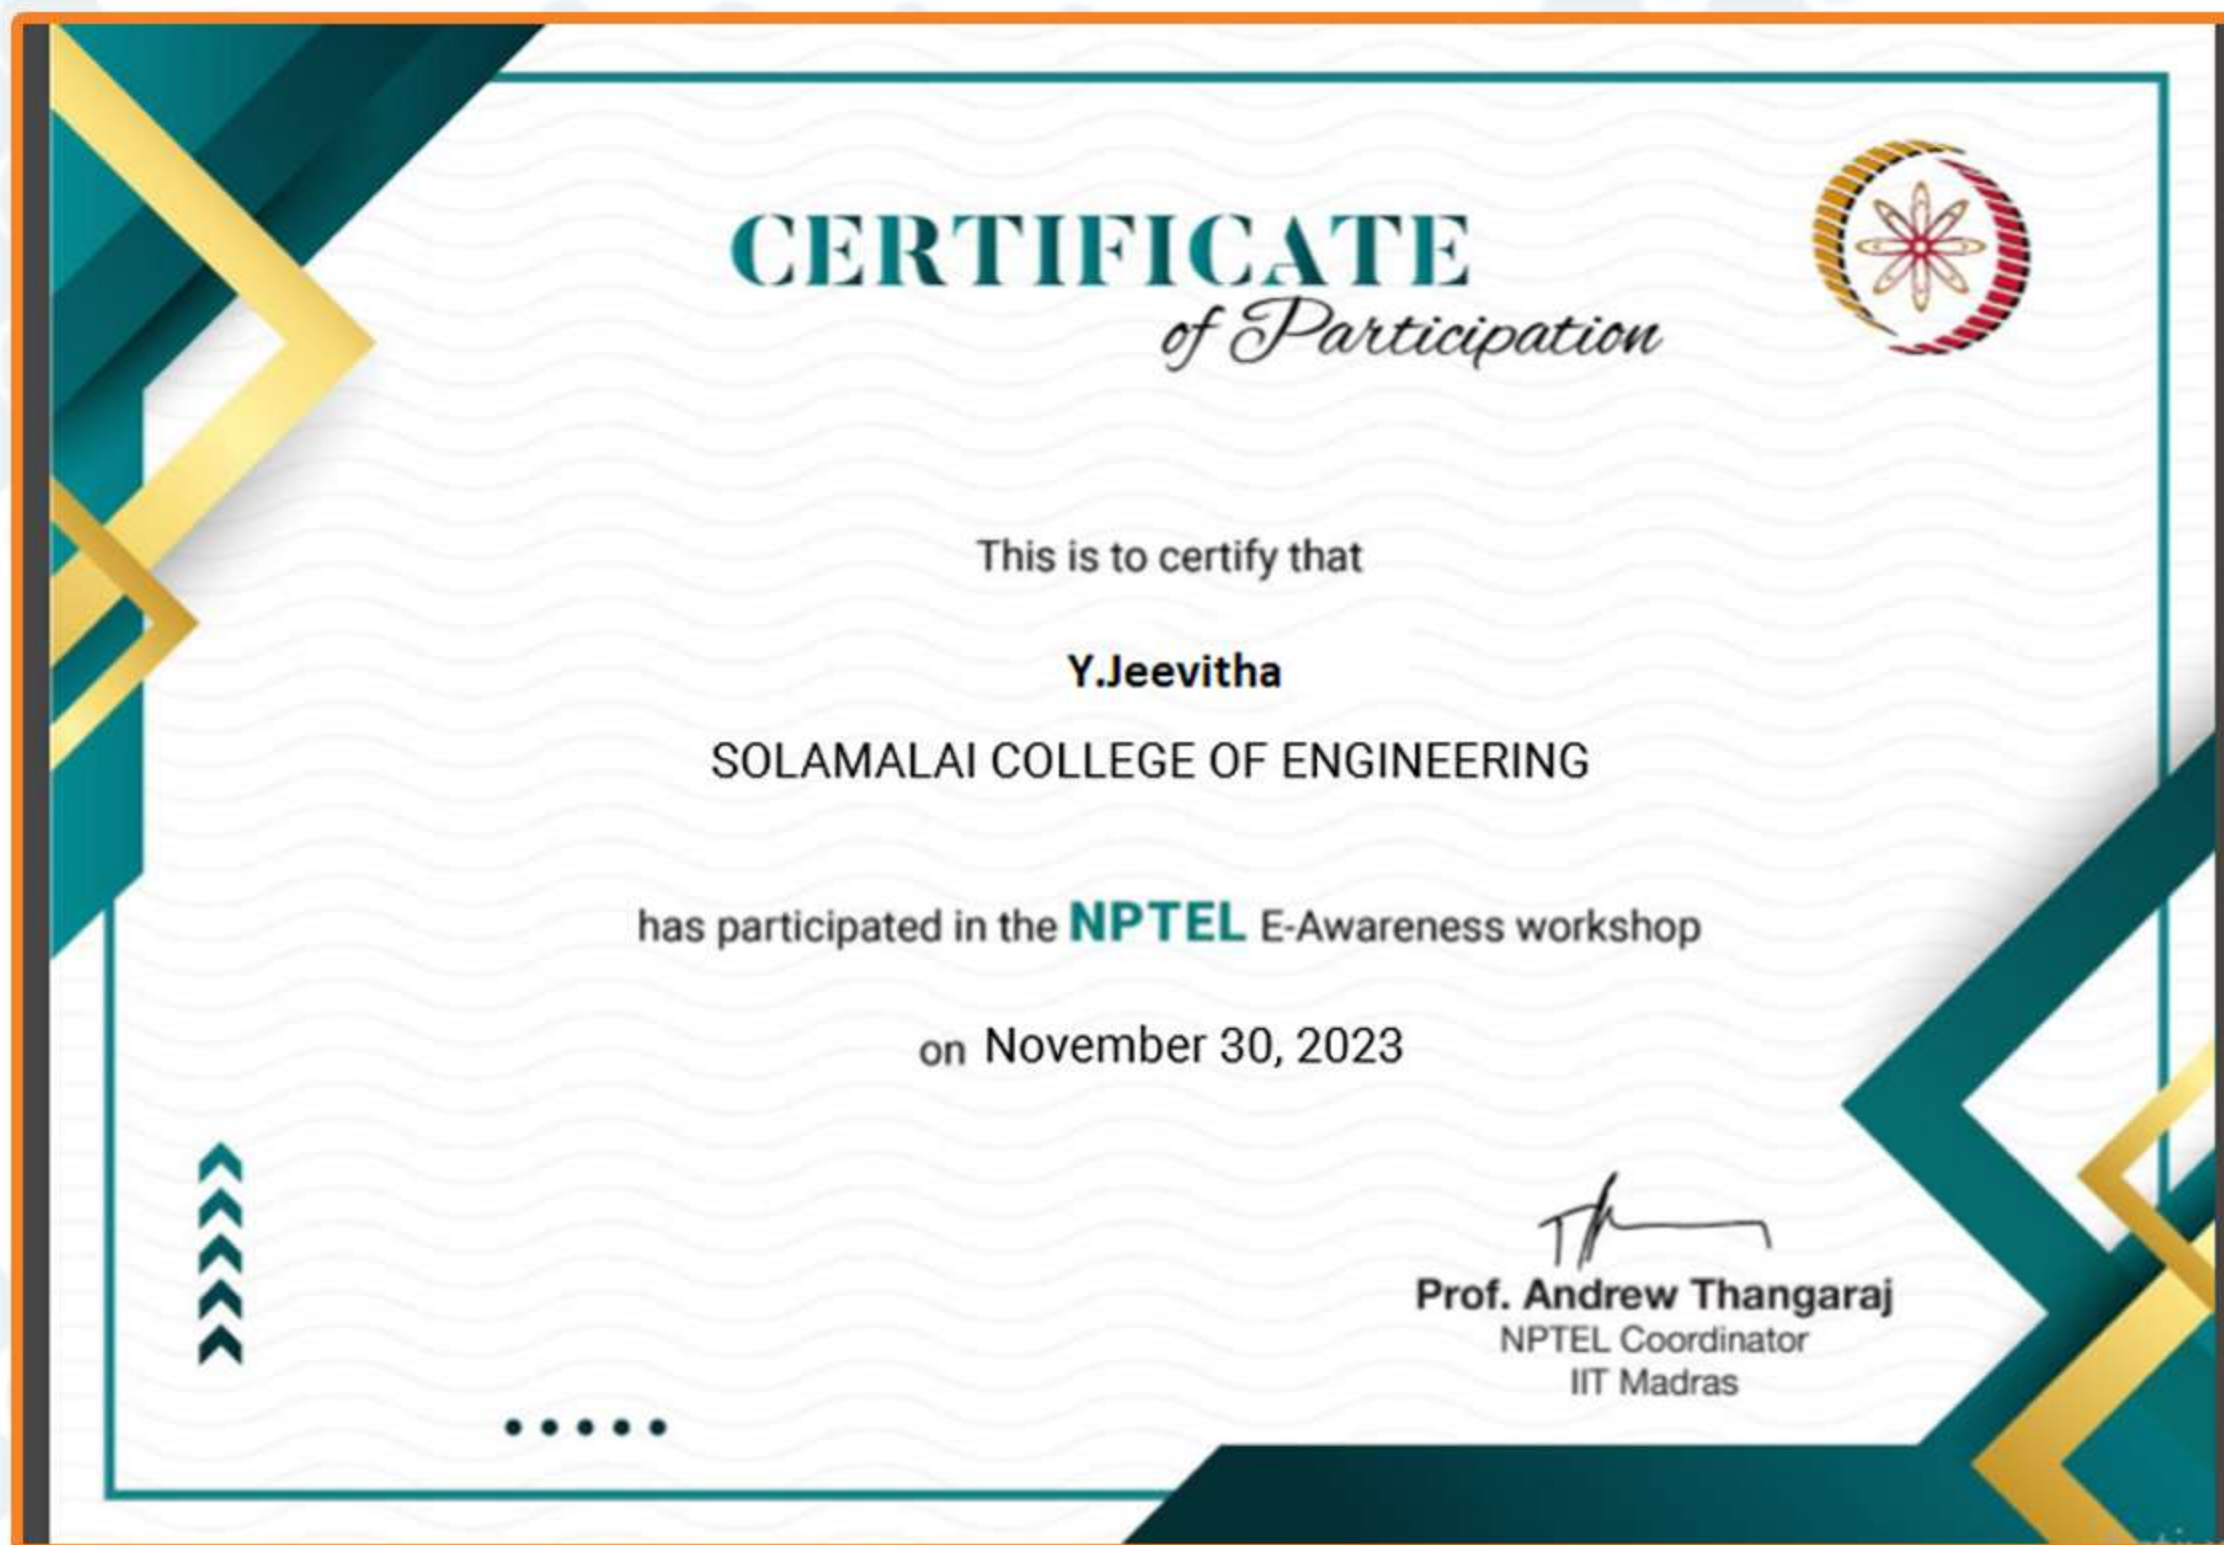 CERTIFICATE
of Participation
This is to certify that
Y.Jeevitha
SOLAMALAI COLLEGE OF ENGINEERING
has participated in the NPTEL E-Awareness workshop
on November 30, 2023
Prof. Andrew Thangaraj
NPTEL Coordinator
IIT Madras